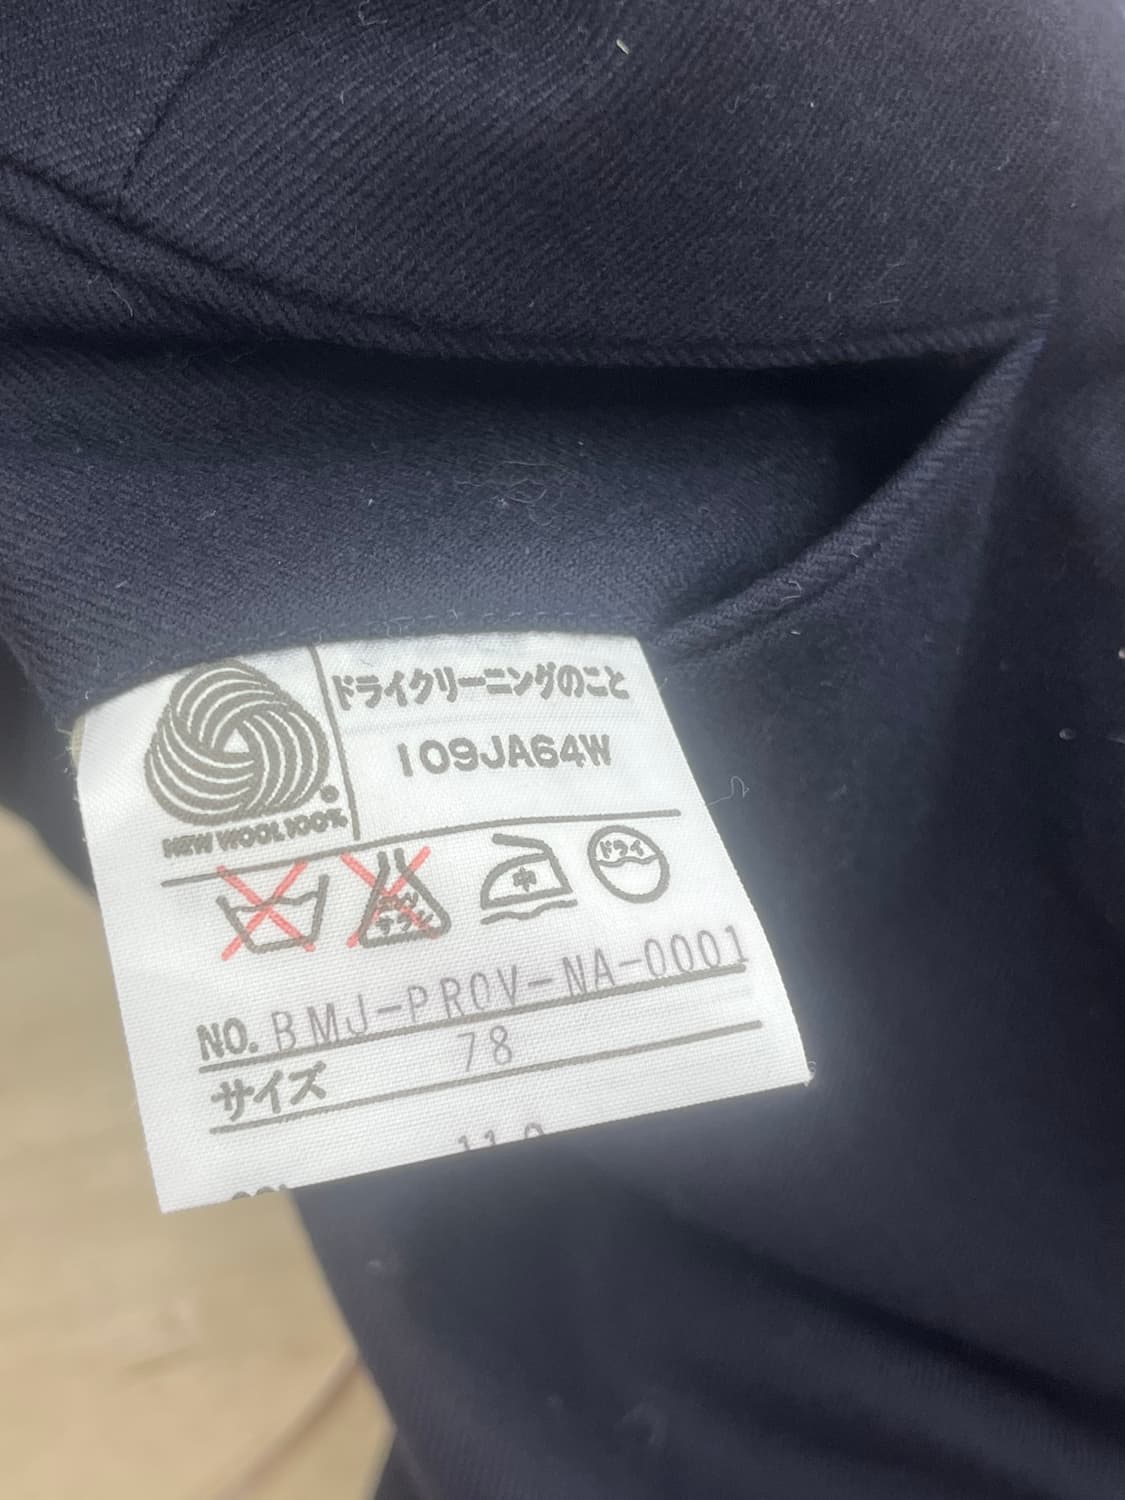 ドライクリーニングのこと
109JA64W
NEW WOOL 100%
中
ドライ
NO. BMJ-PROV-NA-0001
サイズ 78